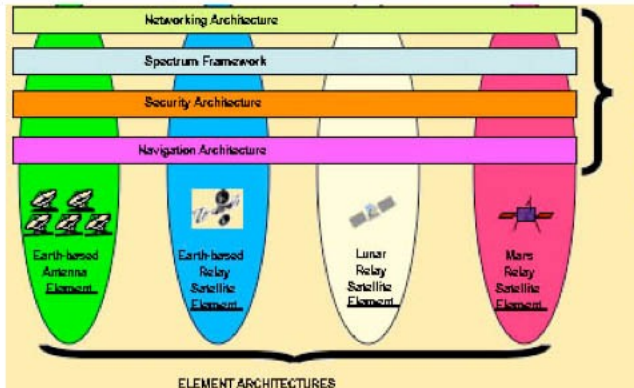 Networking Architecture
Spectrum Framework
Security Architecture
Navigation Architecture
Earth-based
Antenna
Element
Earth-based
Relay
Satellite
Element
Lunar
Relay
Satellite
Element
Mars
Relay
Satellite
Element
ELEMENT ARCHITECTURES